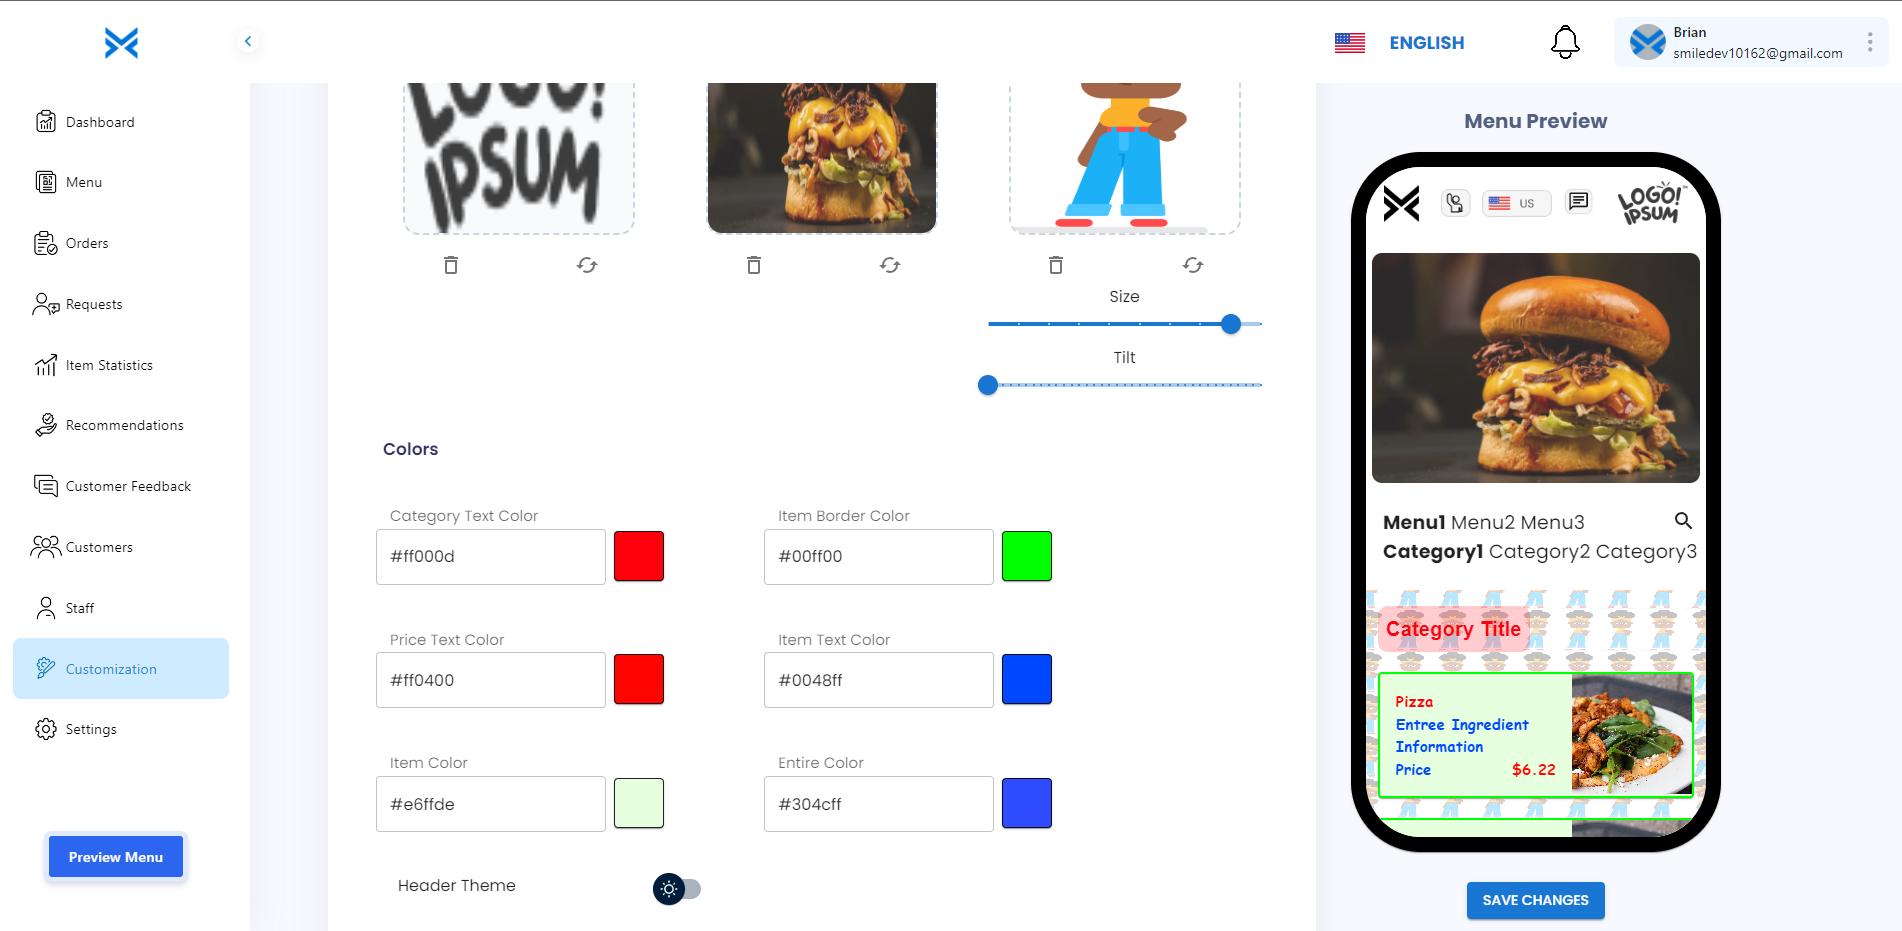 ENGLISH
Brian
smiledev10162@gmail.com
Dashboard
Menu
Orders
Requests
Item Statistics
Recommendations
Customer Feedback
Customers
Staff
Customization
Settings
Preview Menu
LOGO!
IPSUM
Size
Tilt
Colors
Category Text Color
#ff000d
Item Border Color
#00ff00
Price Text Color
#ff0400
Item Text Color
#0048ff
Item Color
#e6ffde
Entire Color
#304cff
Header Theme
Menu Preview
US
LOGO!
IPSUM
Menu1 Menu2 Menu3
Category1 Category2 Category3
Category Title
Pizza
Entree Ingredient
Information
Price $6.22
SAVE CHANGES